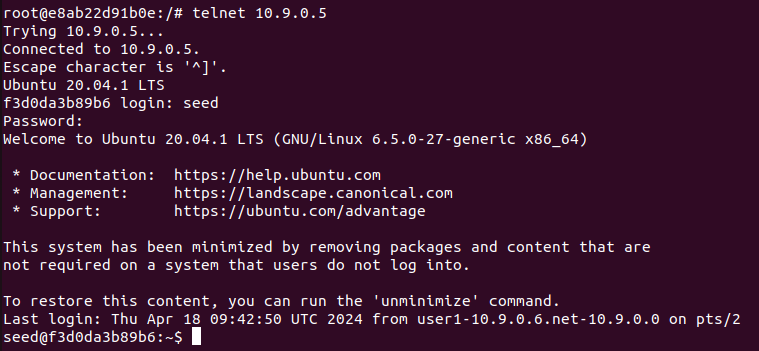 root@e8ab22d91b0e:/# telnet 10.9.0.5
Trying 10.9.0.5...
Connected to 10.9.0.5.
Escape character is '^]'.
Ubuntu 20.04.1 LTS
f3d0da3b89b6 login: seed
Password:
Welcome to Ubuntu 20.04.1 LTS (GNU/Linux 6.5.0-27-generic x86_64)
* Documentation:  https://help.ubuntu.com
* Management:     https://landscape.canonical.com
* Support:        https://ubuntu.com/advantage
This system has been minimized by removing packages and content that are
not required on a system that users do not log into.
To restore this content, you can run the 'unminimize' command.
Last login: Thu Apr 18 09:42:50 UTC 2024 from user1-10.9.0.6.net-10.9.0.0 on pts/2
seed@f3d0da3b89b6:~$